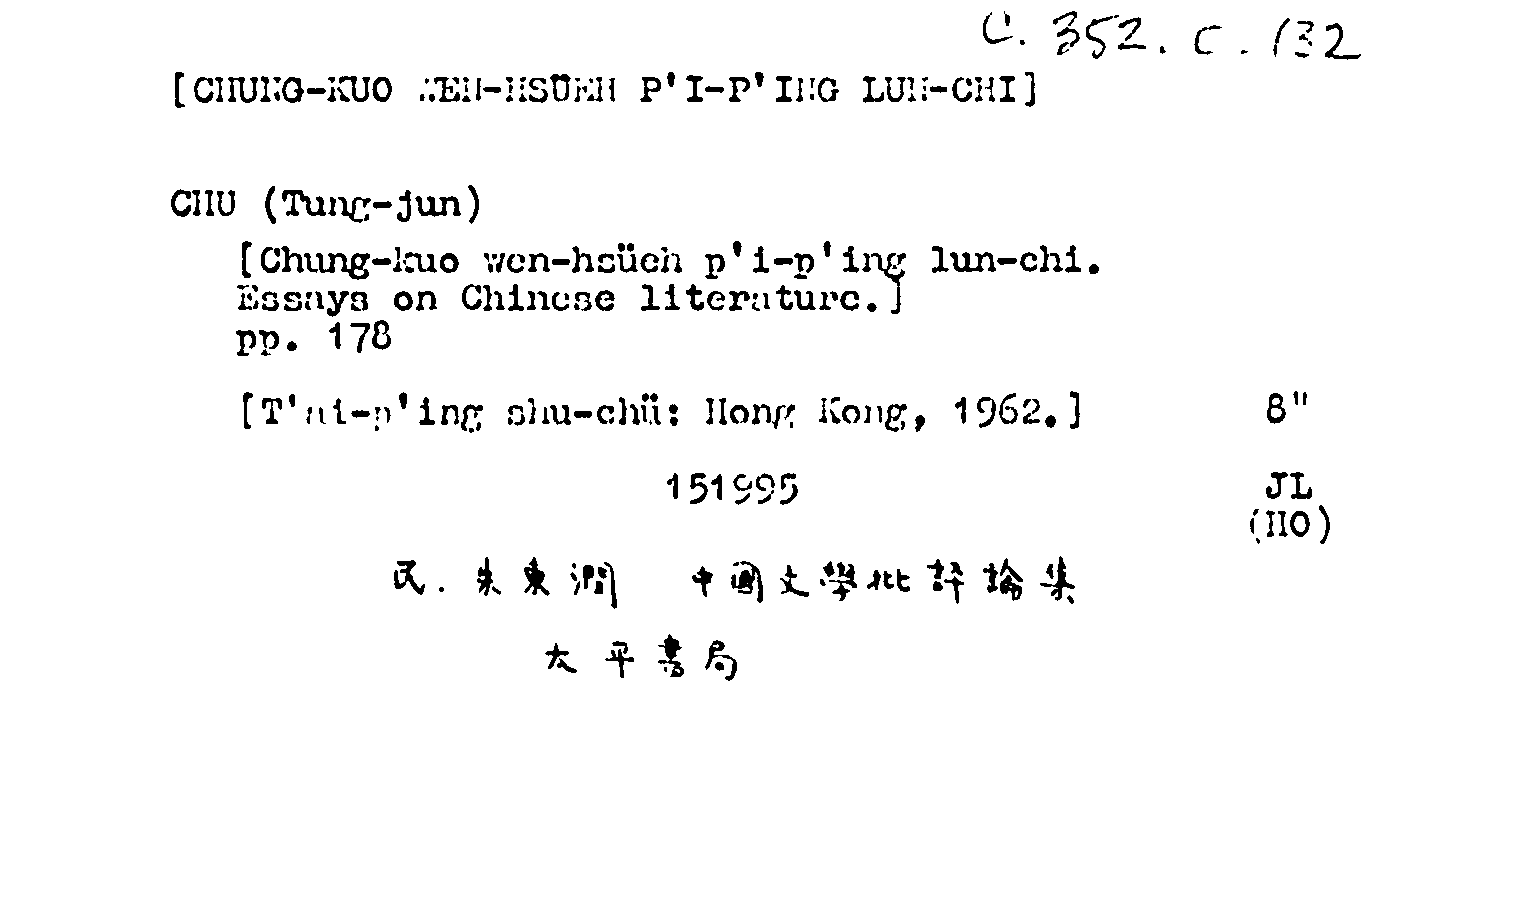 C. 352. c. 132
[CHUNG-KUO WEN-HSÜEH P'I-P'ING LUN-CHI]
CHU (Tung-jun)
[Chung-kuo wen-hsüeh p'i-p'ing lun-chi.
Essays on Chinese literature.]
pp. 178
[T'ai-p'ing shu-chü: Hong Kong, 1962.] 8"
151995 JL
(HO)
民. 朱東潤 中國文學批評論集
太平書局